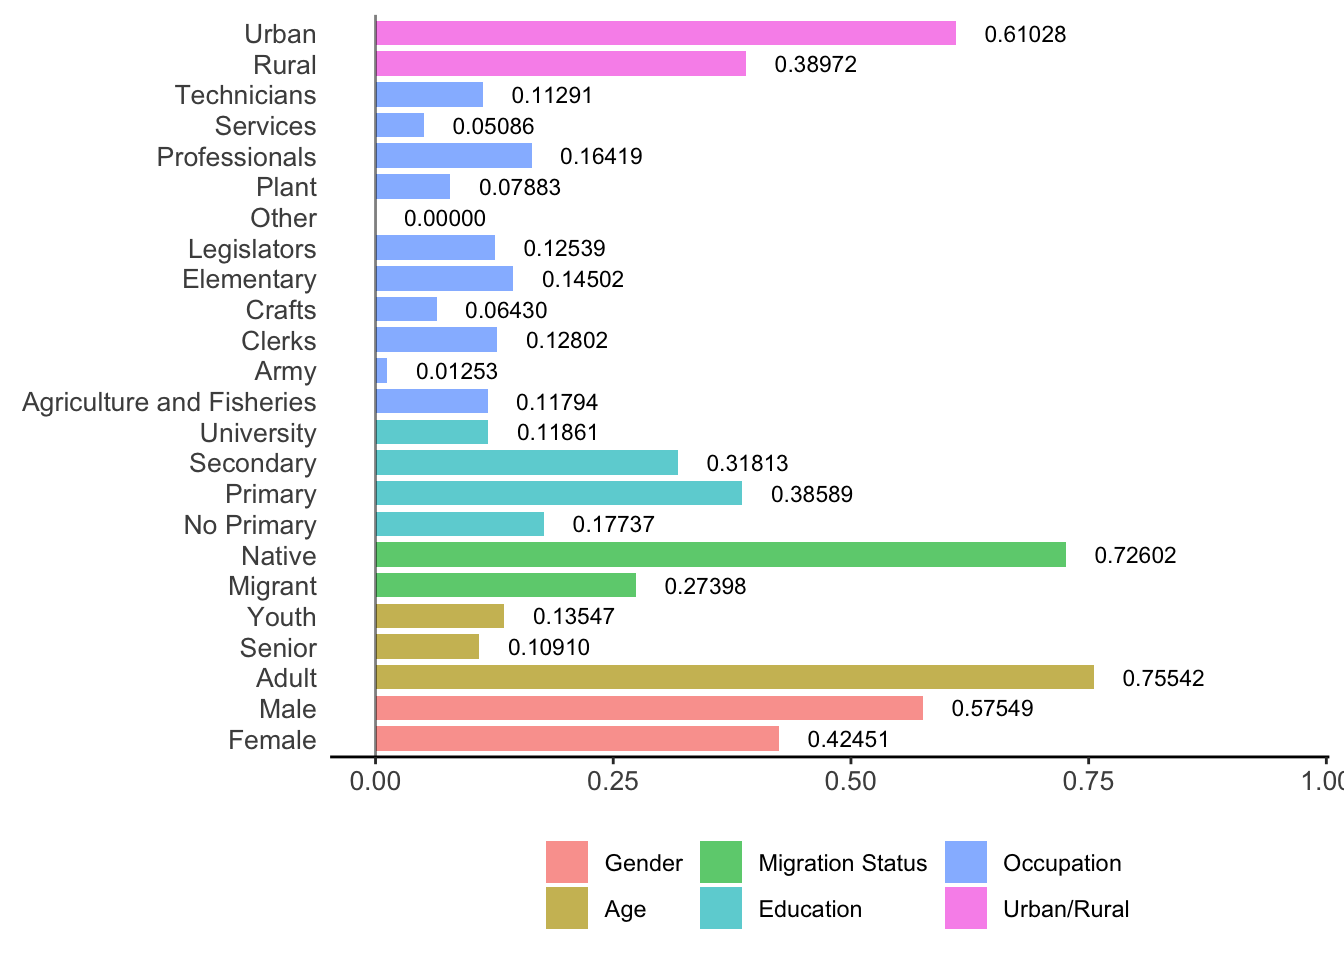 Urban 0.61028
Rural 0.38972
Technicians 0.11291
Services 0.05086
Professionals 0.16419
Plant 0.07883
Other 0.00000
Legislators 0.12539
Elementary 0.14502
Crafts 0.06430
Clerks 0.12802
Army 0.01253
Agriculture and Fisheries 0.11794
University 0.11861
Secondary 0.31813
Primary 0.38589
No Primary 0.17737
Native 0.72602
Migrant 0.27398
Youth 0.13547
Senior 0.10910
Adult 0.75542
Male 0.57549
Female 0.42451
0.00 0.25 0.50 0.75 1.00
Gender Migration Status Occupation
Age Education Urban/Rural